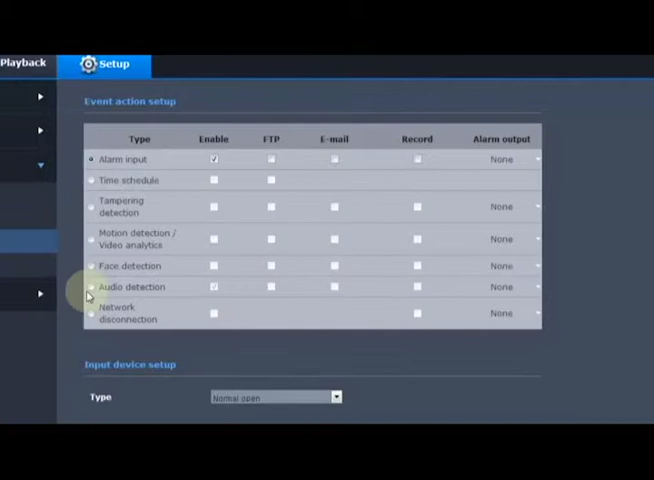 Playback Setup
Event action setup
Type Enable FTP E-mail Record Alarm output
Alarm input None
Time schedule
Tampering
detection None
Motion detection /
Video analytics None
Face detection None
Audio detection None
Network
disconnection None
Input device setup
Type Normal open